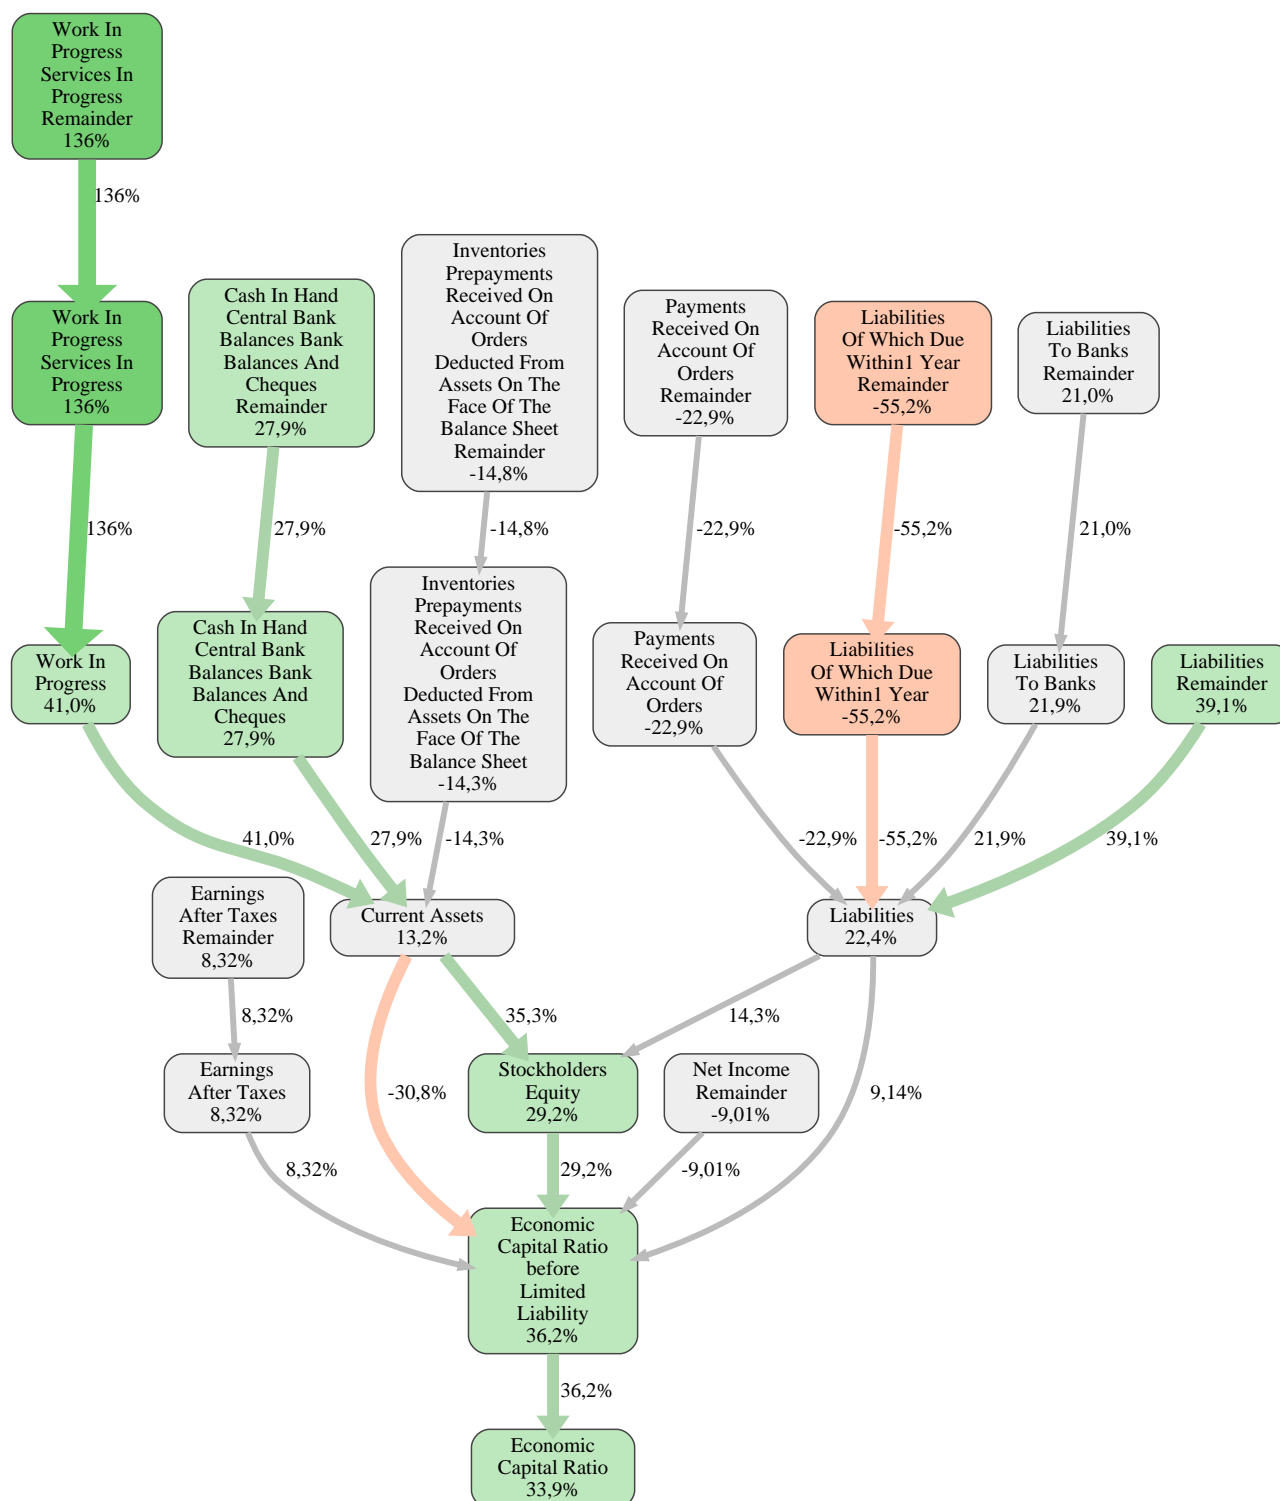 Work In
Progress
Services In
Progress
Remainder
136%
136%
Work In
Progress
Services In
Progress
136%
Cash In Hand
Central Bank
Balances Bank
Balances And
Cheques
Remainder
27,9%
Inventories
Prepayments
Received On
Account Of
Orders
Deducted From
Assets On The
Face Of The
Balance Sheet
Remainder
-14,8%
Payments
Received On
Account Of
Orders
Remainder
-22,9%
Liabilities
Of Which Due
Within1 Year
Remainder
-55,2%
Liabilities
To Banks
Remainder
21,0%
136%
27,9%
-14,8%
-22,9%
-55,2%
21,0%
Work In
Progress
41,0%
Cash In Hand
Central Bank
Balances Bank
Balances And
Cheques
27,9%
Inventories
Prepayments
Received On
Account Of
Orders
Deducted From
Assets On The
Face Of The
Balance Sheet
-14,3%
Payments
Received On
Account Of
Orders
-22,9%
Liabilities
Of Which Due
Within1 Year
-55,2%
Liabilities
To Banks
21,9%
Liabilities
Remainder
39,1%
41,0%
27,9%
-14,3%
-22,9%
-55,2%
21,9%
39,1%
Earnings
After Taxes
Remainder
8,32%
Current Assets
13,2%
Liabilities
22,4%
8,32%
35,3%
14,3%
Earnings
After Taxes
8,32%
-30,8%
Stockholders
Equity
29,2%
Net Income
Remainder
-9,01%
9,14%
8,32%
29,2%
-9,01%
Economic
Capital Ratio
before
Limited
Liability
36,2%
36,2%
Economic
Capital Ratio
33,9%